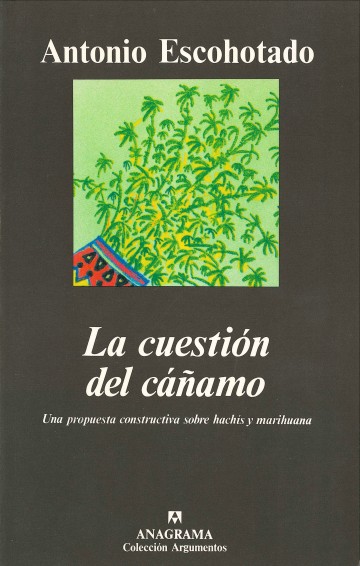 Antonio Escohotado
La cuestión
del cáñamo
Una propuesta constructiva sobre hachís y marihuana
ANAGRAMA
Colección Argumentos